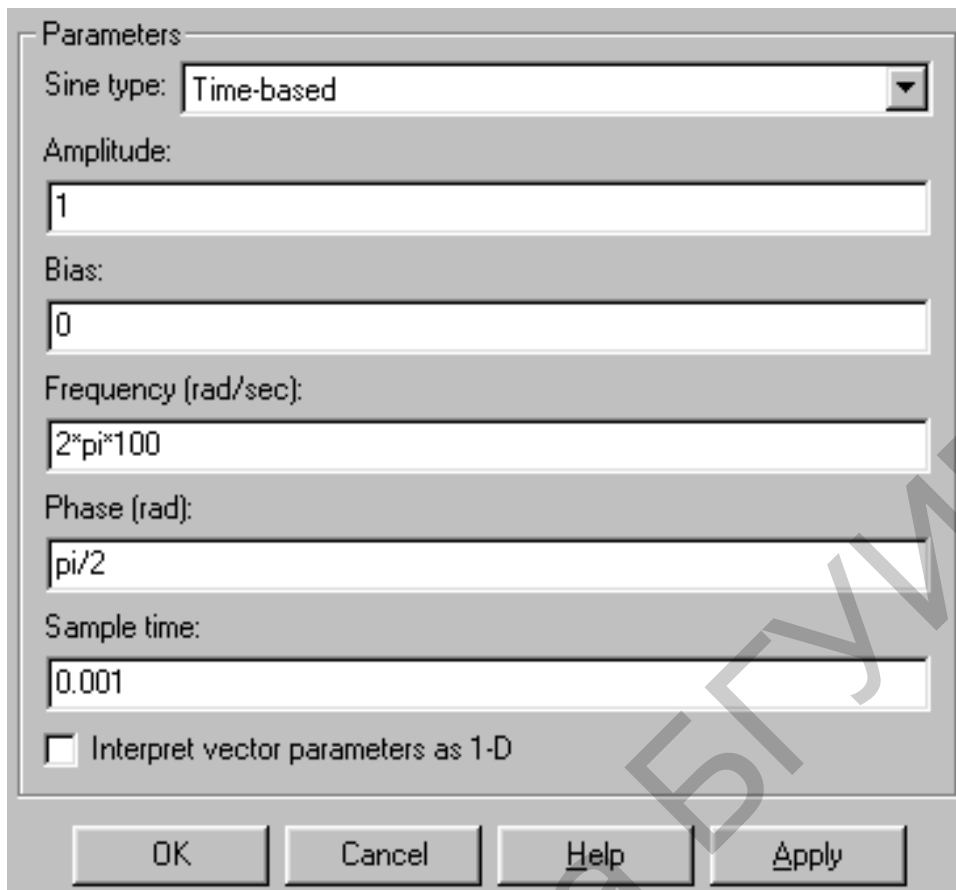 Parameters
Sine type: Time-based
Amplitude:
1
Bias:
0
Frequency (rad/sec):
2*pi*100
Phase (rad):
pi/2
Sample time:
0.001
Interpret vector parameters as 1-D
OK Cancel Help Apply